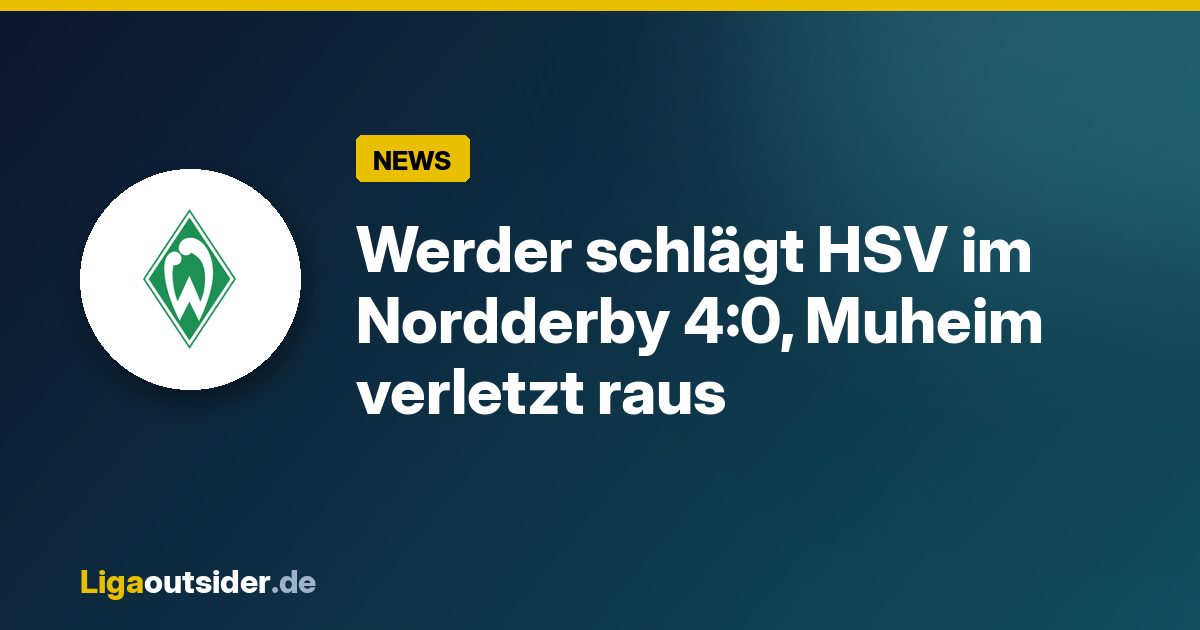 NEWS
Werder schlägt HSV im
Nordderby 4:0, Muheim
verletzt raus
W
Ligaoutsider.de